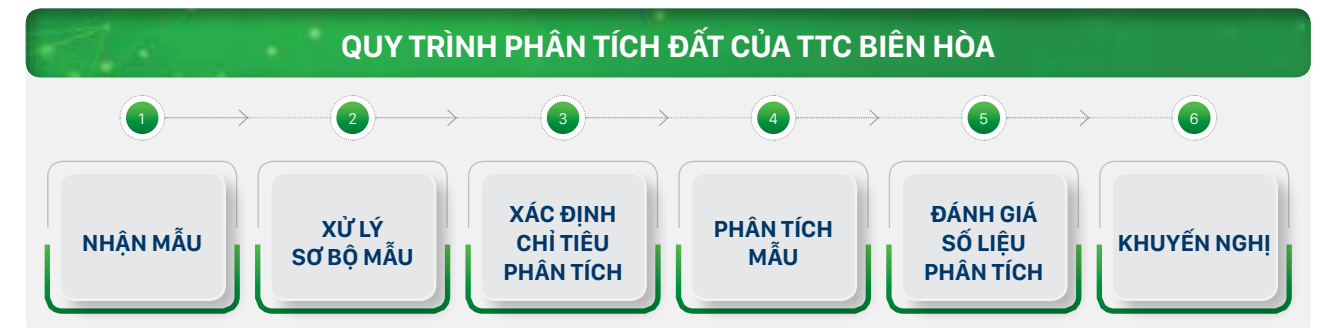 QUY TRÌNH PHÂN TÍCH ĐẤT CỦA TTC BIÊN HÒA
1
2
3
4
5
6
NHẬN MẪU
XỬ LÝ
SƠ BỘ MẪU
XÁC ĐỊNH
CHỈ TIÊU
PHÂN TÍCH
PHÂN TÍCH
MẪU
ĐÁNH GIÁ
SỐ LIỆU
PHÂN TÍCH
KHUYẾN NGHỊ